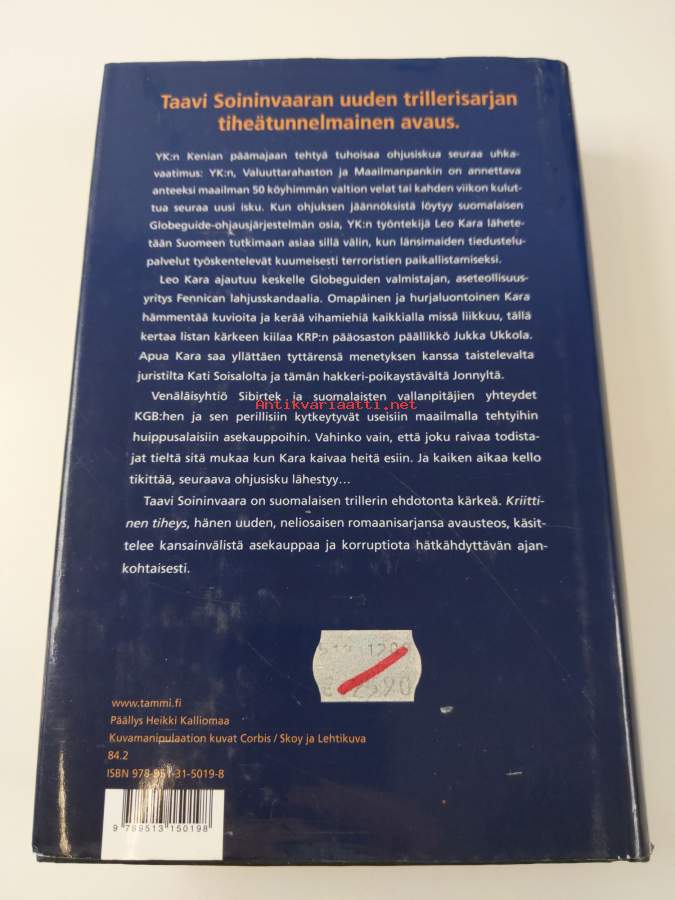 Taavi Soininvaaran uuden trillerisarjan
tiheätunnelmainen avaus.
YK:n Kenian päämajaan tehtyä tuhoisaa ohjusiskua seuraa uhka-
vaatimus: YK:n, Valuuttarahaston ja Maailmanpankin on annettava
anteeksi maailman 50 köyhimmän valtion velat tai kahden viikon kulut-
tua seuraa uusi isku. Kun ohjuksen jäännöksistä löytyy suomalaisen
Globeguide-ohjausjärjestelmän osia, YK:n työntekijä Leo Kara lähete-
tään Suomeen tutkimaan asiaa sillä välin, kun länsimaiden tiedustelu-
palvelut työskentelevät kuumeisesti terroristien paikallistamiseksi.
Leo Kara ajautuu keskelle Globeguiden valmistajan, aseteollisuus-
yritys Fennican lahjusskandaalia. Omapäinen ja hurjaluontoinen Kara
hämmentää kuvioita ja kerää vihamiehiä kaikkialla missä liikkuu, tällä
kertaa listan kärkeen kiilaa KRP:n pääosaston päällikkö Jukka Ukkola.
Apua Kara saa yllättäen tyttärensä menetyksen kanssa taistelevalta
juristilta Kati Soisalolta ja tämän hakkeri-poikaystävältä Jonnyltä.
Venäläisyhtiö Sibirtek ja suomalaisten vallanpitäjien yhteydet
Antikvariaatti.net
KGB:hen ja sen perillisiin kytkeytyvät useisiin maailmalla tehtyihin
huippusalaisiin asekauppoihin. Vahinko vain, että joku raivaa todista-
jat tieltä sitä mukaa kun Kara kaivaa heitä esiin. Ja kaiken aikaa kello
tikittää, seuraava ohjusisku lähestyy...
Taavi Soininvaara on suomalaisen trillerin ehdotonta kärkeä. Kriitti-
nen tiheys, hänen uuden, neliosaisen romaanisarjansa avausteos, käsit-
telee kansainvälistä asekauppaa ja korruptiota hätkähdyttävän ajan-
kohtaisesti.
www.tammi.fi
Päällys Heikki Kalliomaa
Kuvamanipulaation kuvat Corbis / Skoy ja Lehtikuva
84.2
ISBN 978-951-31-5019-8
9 789513 150198